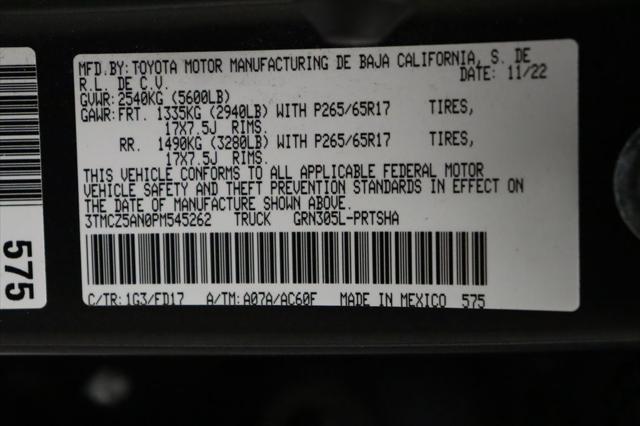 MFD.BY: TOYOTA MOTOR MANUFACTURING DE BAJA CALIFORNIA, S. DE
R.L. DE C.V. DATE: 11/22
GVWR: 2540KG (5600LB)
GAWR: FRT. 1335KG (2940LB) WITH P265/65R17 TIRES,
17X7.5J RIMS.
RR. 1490KG (3280LB) WITH P265/65R17 TIRES,
17X7.5J RIMS.
THIS VEHICLE CONFORMS TO ALL APPLICABLE FEDERAL MOTOR
VEHICLE SAFETY AND THEFT PREVENTION STANDARDS IN EFFECT ON
THE DATE OF MANUFACTURE SHOWN ABOVE.
3TMCZ5AN0PM545262 TRUCK GRN305L-PRTSHA
C/TR: 1G3/FD17 A/TM: A07A/AC60F MADE IN MEXICO 575
575